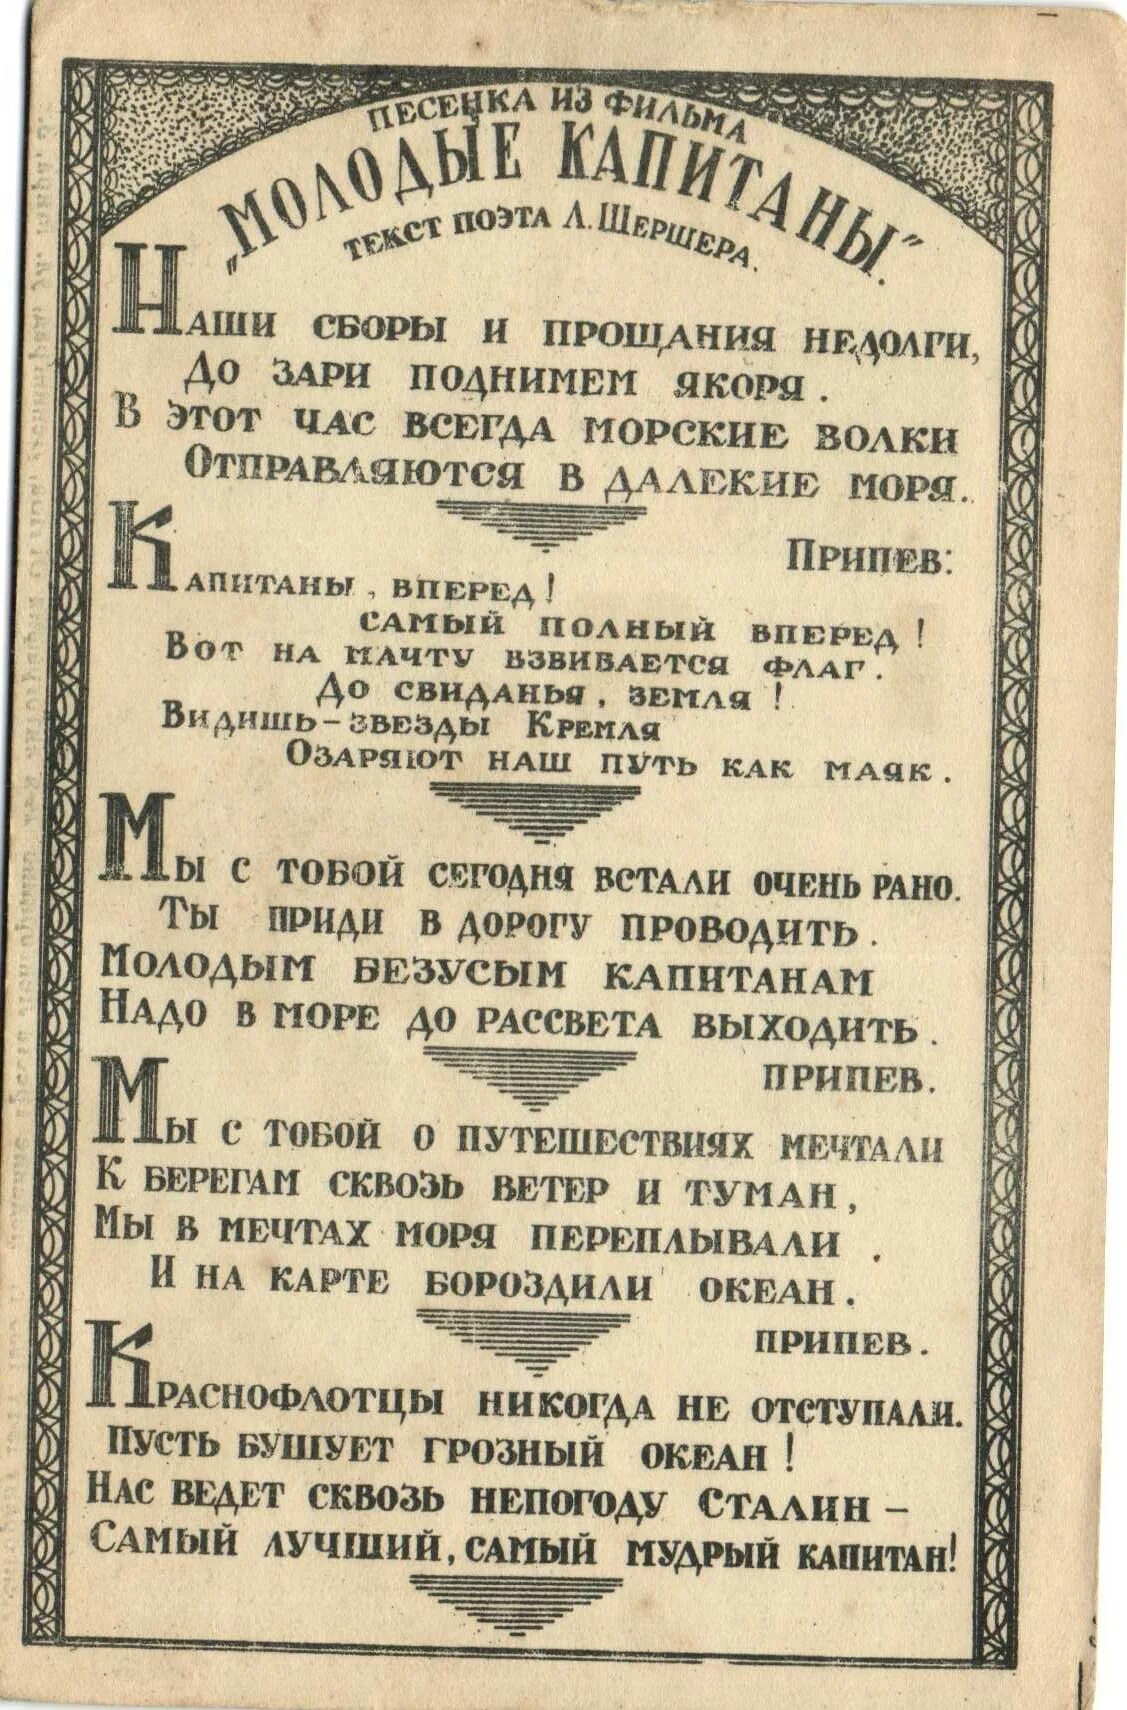 ПЕСЕНКА ИЗ ФИЛЬМА
„МОЛОДЫЕ КАПИТАНЫ".
ТЕКСТ ПОЭТА Л. ШЕРШЕРА.
НАШИ СБОРЫ И ПРОЩАНИЯ НЕДОЛГИ,
ДО ЗАРИ ПОДНИМЕМ ЯКОРЯ.
В ЭТОТ ЧАС ВСЕГДА МОРСКИЕ ВОЛКИ
ОТПРАВЛЯЮТСЯ В ДАЛЕКИЕ МОРЯ.
ПРИПЕВ:
КАПИТАНЫ, ВПЕРЕД!
САМЫЙ ПОЛНЫЙ ВПЕРЕД!
ВОТ НА МАЧТУ ВЗВИВАЕТСЯ ФЛАГ.
ДО СВИДАНЬЯ, ЗЕМЛЯ!
ВИДИШЬ-ЗВЕЗДЫ КРЕМЛЯ
ОЗАРЯЮТ НАШ ПУТЬ КАК МАЯК.
МЫ С ТОБОЙ СЕГОДНЯ ВСТАЛИ ОЧЕНЬ РАНО.
ТЫ ПРИДИ В ДОРОГУ ПРОВОДИТЬ.
МОЛОДЫМ БЕЗУСЫМ КАПИТАНАМ
НАДО В МОРЕ ДО РАССВЕТА ВЫХОДИТЬ.
ПРИПЕВ.
МЫ С ТОБОЙ О ПУТЕШЕСТВИЯХ МЕЧТАЛИ
К БЕРЕГАМ СКВОЗЬ ВЕТЕР И ТУМАН,
МЫ В МЕЧТАХ МОРЯ ПЕРЕПЛЫВАЛИ.
И НА КАРТЕ БОРОЗДИЛИ ОКЕАН.
ПРИПЕВ.
КРАСНОФЛОТЦЫ НИКОГДА НЕ ОТСТУПАЛИ.
ПУСТЬ БУШУЕТ ГРОЗНЫЙ ОКЕАН!
НАС ВЕДЕТ СКВОЗЬ НЕПОГОДУ СТАЛИН –
САМЫЙ ЛУЧШИЙ, САМЫЙ МУДРЫЙ КАПИТАН!